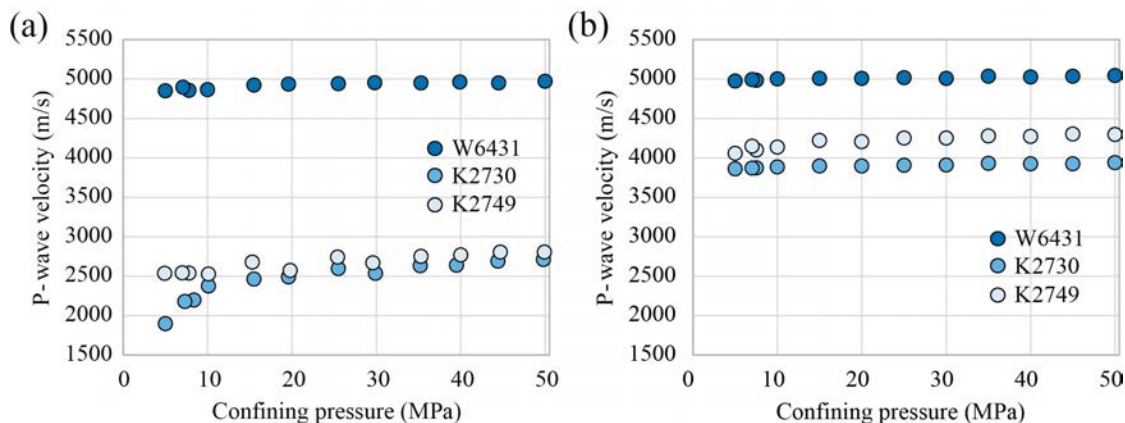 (a)
5500
5000
4500
4000
3500
3000
2500
2000
1500
P-wave velocity (m/s)
W6431
K2730
K2749
0 10 20 30 40 50
Confining pressure (MPa)
(b)
5500
5000
4500
4000
3500
3000
2500
2000
1500
P-wave velocity (m/s)
W6431
K2730
K2749
0 10 20 30 40 50
Confining pressure (MPa)